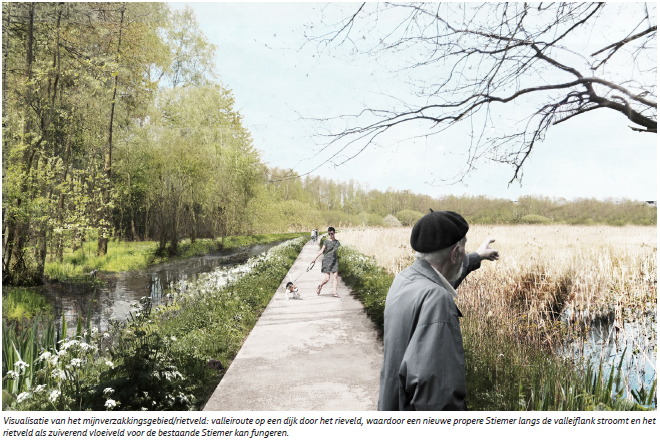 Visualisatie van het mijnverzakkingsgebied/rietveld: valleiroute op een dijk door het rieveld, waardoor een nieuwe propere Stiemer langs de valleiflank stroomt en het
rietveld als zuiverend vloeiveld voor de bestaande Stiemer kan fungeren.